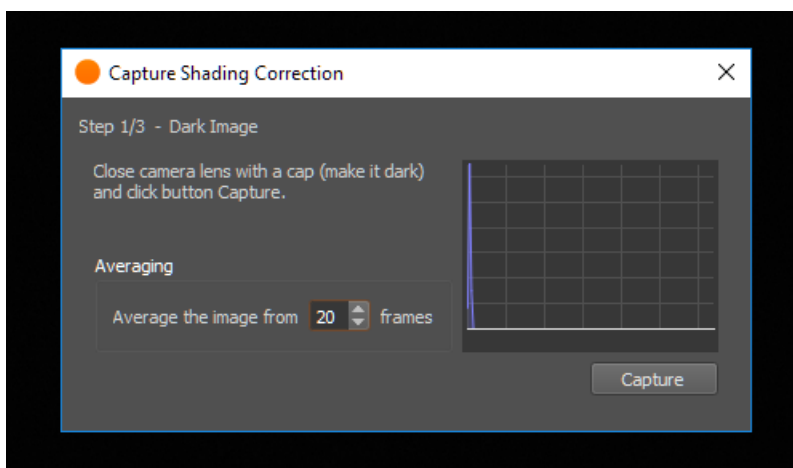 Capture Shading Correction
Step 1/3 - Dark Image
Close camera lens with a cap (make it dark)
and click button Capture.
Averaging
Average the image from 20 frames
Capture